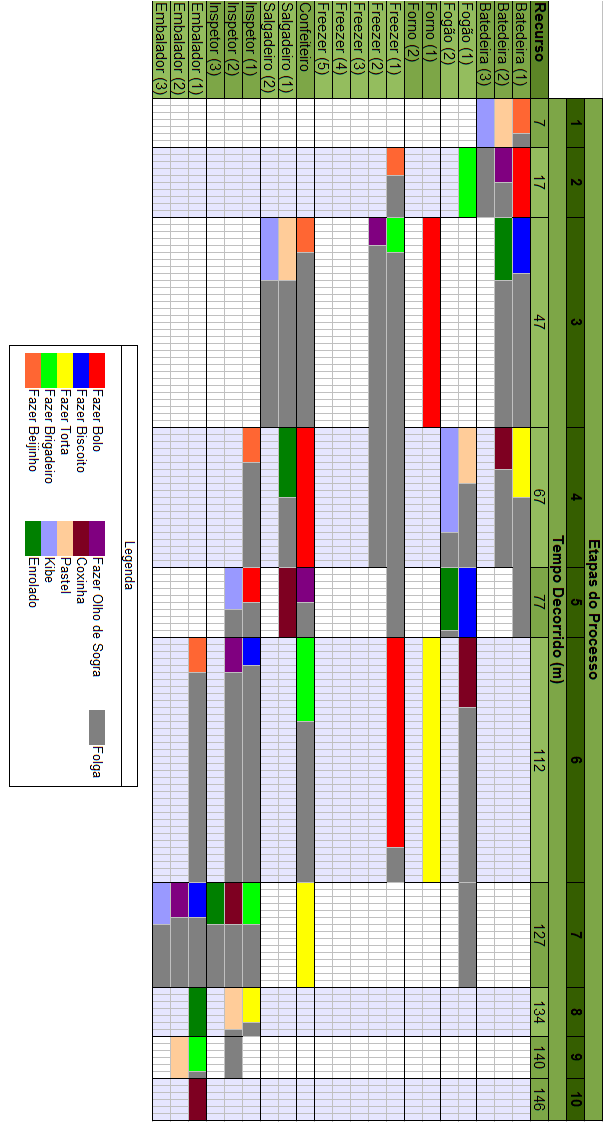 Etapas do Processo
1 2 3 4 5 6 7 8 9 10
Tempo Decorrido (m)
Recurso 7 17 47 67 77 112 127 134 140 146
Batedeira (1)
Batedeira (2)
Batedeira (3)
Fogão (1)
Fogão (2)
Forno (1)
Forno (2)
Freezer (1)
Freezer (2)
Freezer (3)
Freezer (4)
Freezer (5)
Confeiteiro
Salgadeiro (1)
Salgadeiro (2)
Inspetor (1)
Inspetor (2)
Inspetor (3)
Embalador (1)
Embalador (2)
Embalador (3)
Legenda
Fazer Bolo
Fazer Biscoito
Fazer Torta
Fazer Brigadeiro
Fazer Beijinho
Fazer Olho de Sogra
Coxinha
Pastel
Kibe
Enrolado
Folga